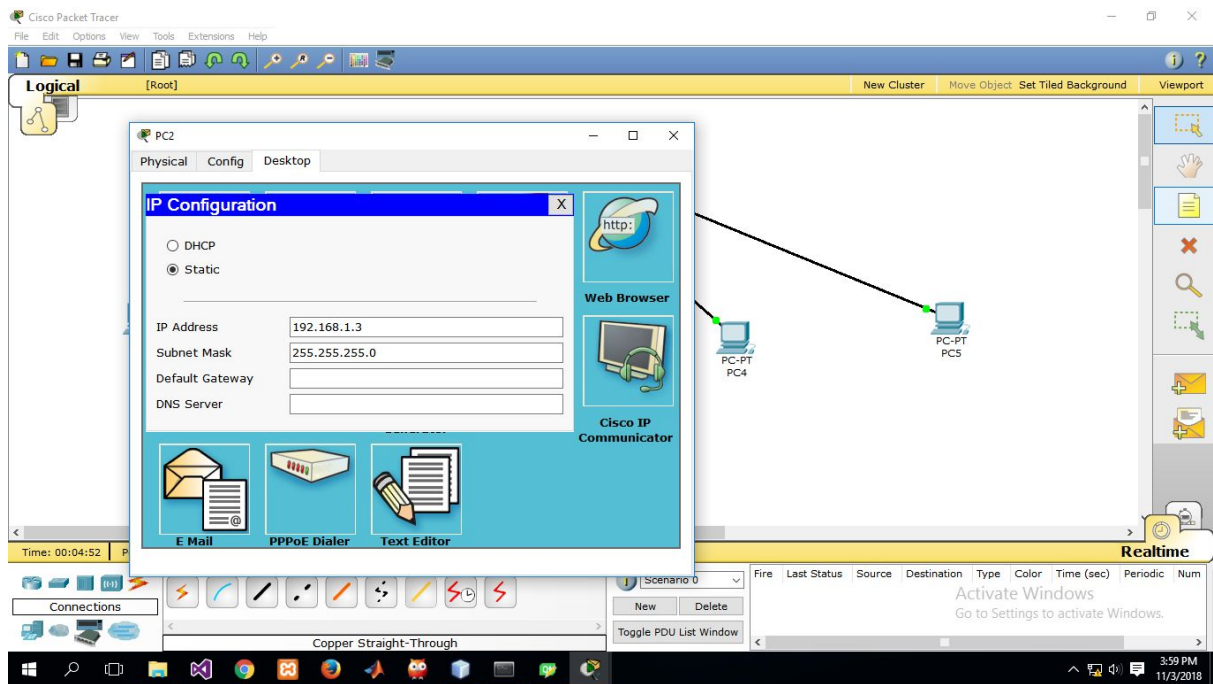 Cisco Packet Tracer
File Edit Options View Tools Extensions Help
Logical [Root] New Cluster Move Object Set Tiled Background Viewport
PC2
Physical Config Desktop
IP Configuration X
DHCP
Static
IP Address 192.168.1.3
Subnet Mask 255.255.255.0
Default Gateway
DNS Server
http:
Web Browser
Cisco IP
Communicator
E Mail PPPoE Dialer Text Editor
PC-PT
PC4
PC-PT
PC5
Time: 00:04:52 P Realtime
Connections
Copper Straight-Through
Scenario 0
New Delete
Toggle PDU List Window
Fire Last Status Source Destination Type Color Time (sec) Periodic Num
Activate Windows
Go to Settings to activate Windows.
3:59 PM
11/3/2018